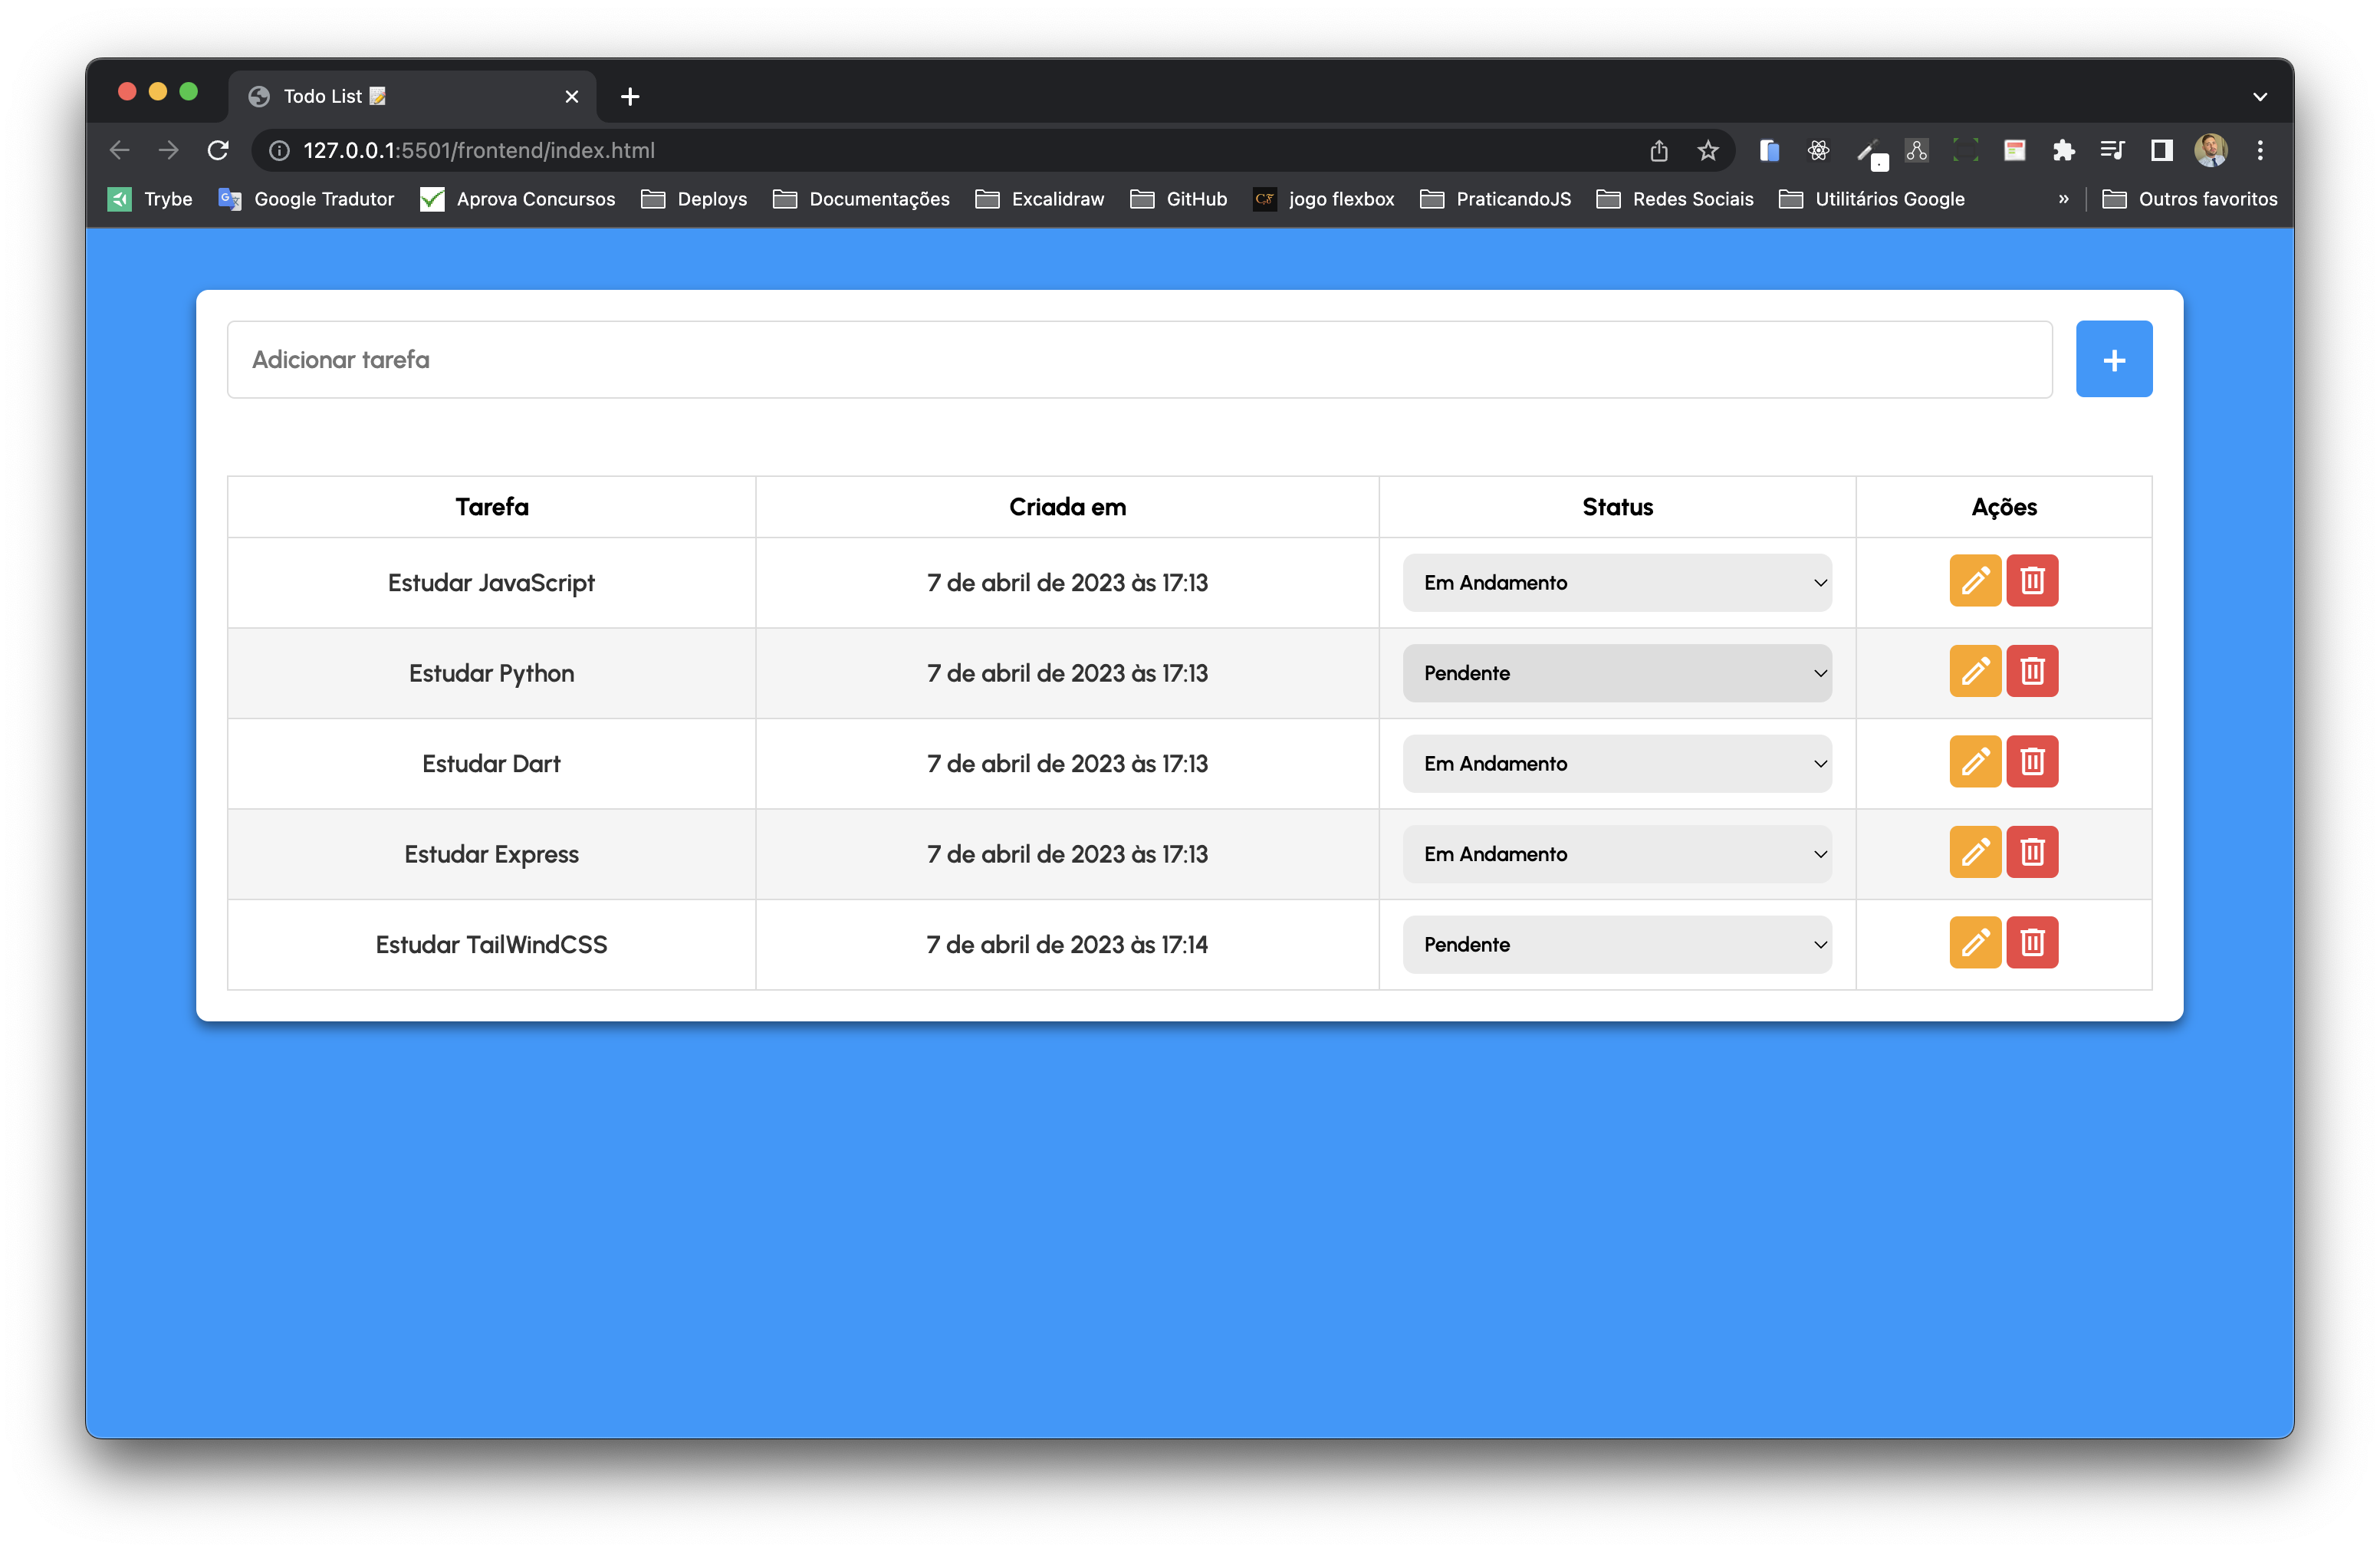 Todo List 📝
127.0.0.1:5501/frontend/index.html
Trybe Google Tradutor Aprova Concursos Deploys Documentações Excalidraw GitHub jogo flexbox PraticandoJS Redes Sociais Utilitários Google » Outros favoritos
Adicionar tarefa +
Tarefa Criada em Status Ações
Estudar JavaScript 7 de abril de 2023 às 17:13 Em Andamento
Estudar Python 7 de abril de 2023 às 17:13 Pendente
Estudar Dart 7 de abril de 2023 às 17:13 Em Andamento
Estudar Express 7 de abril de 2023 às 17:13 Em Andamento
Estudar TailWindCSS 7 de abril de 2023 às 17:14 Pendente